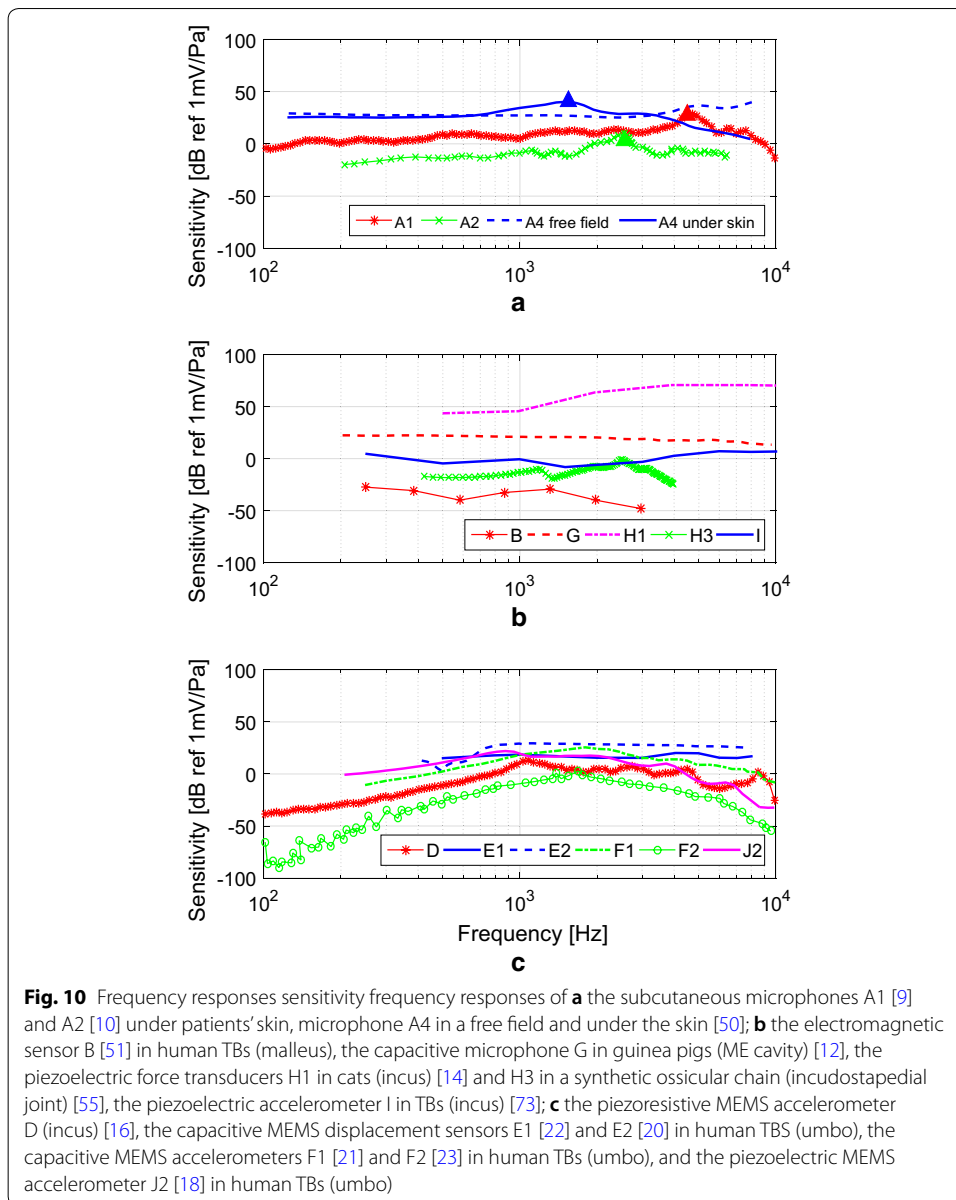 100
50
0
-50
-100
Sensitivity [dB ref 1mV/Pa]
A1 A2 A4 free field A4 under skin
10^2 10^3 10^4
a
100
50
0
-50
-100
Sensitivity [dB ref 1mV/Pa]
B G H1 H3 I
10^2 10^3 10^4
b
100
50
0
-50
-100
Sensitivity [dB ref 1mV/Pa]
D E1 E2 F1 F2 J2
10^2 10^3 10^4
Frequency [Hz]
c
Fig. 10 Frequency responses sensitivity frequency responses of a the subcutaneous microphones A1 [9]
and A2 [10] under patients' skin, microphone A4 in a free field and under the skin [50]; b the electromagnetic
sensor B [51] in human TBs (malleus), the capacitive microphone G in guinea pigs (ME cavity) [12], the
piezoelectric force transducers H1 in cats (incus) [14] and H3 in a synthetic ossicular chain (incudostapedial
joint) [55], the piezoelectric accelerometer I in TBs (incus) [73]; c the piezoresistive MEMS accelerometer
D (incus) [16], the capacitive MEMS displacement sensors E1 [22] and E2 [20] in human TBS (umbo), the
capacitive MEMS accelerometers F1 [21] and F2 [23] in human TBs (umbo), and the piezoelectric MEMS
accelerometer J2 [18] in human TBs (umbo)